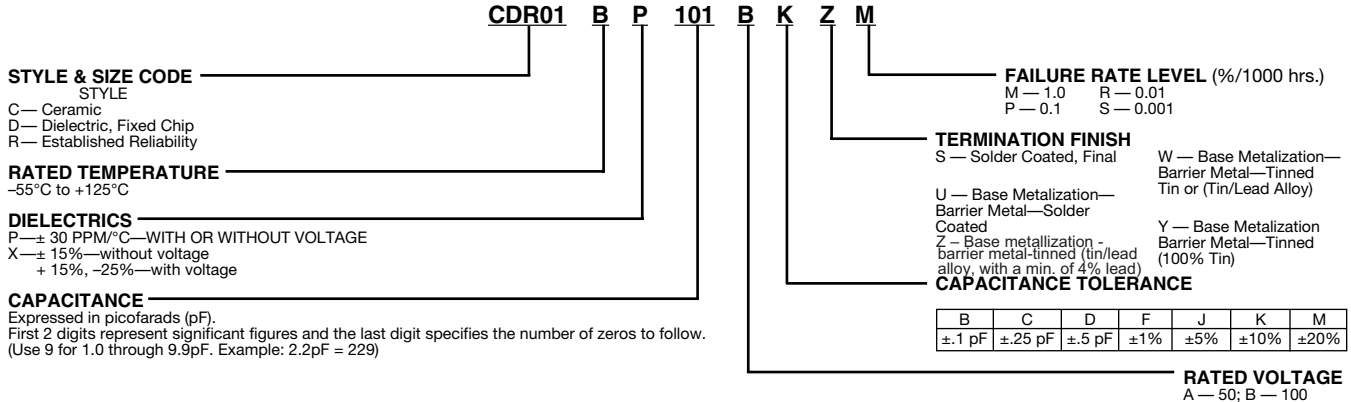 CDR01 B P 101 B K Z M
STYLE & SIZE CODE
STYLE
C— Ceramic
D— Dielectric, Fixed Chip
R— Established Reliability
RATED TEMPERATURE
–55°C to +125°C
DIELECTRICS
P—± 30 PPM/°C—WITH OR WITHOUT VOLTAGE
X—± 15%—without voltage
+ 15%, –25%—with voltage
CAPACITANCE
Expressed in picofarads (pF).
First 2 digits represent significant figures and the last digit specifies the number of zeros to follow.
(Use 9 for 1.0 through 9.9pF. Example: 2.2pF = 229)
FAILURE RATE LEVEL (%/1000 hrs.)
M — 1.0 R — 0.01
P — 0.1 S — 0.001
TERMINATION FINISH
S — Solder Coated, Final
U — Base Metalization—
Barrier Metal—Solder
Coated
Z – Base metallization -
barrier metal-tinned (tin/lead
alloy, with a min. of 4% lead)
W — Base Metalization—
Barrier Metal—Tinned
Tin or (Tin/Lead Alloy)
Y — Base Metalization
Barrier Metal—Tinned
(100% Tin)
CAPACITANCE TOLERANCE
B C D F J K M
±.1 pF ±.25 pF ±.5 pF ±1% ±5% ±10% ±20%
RATED VOLTAGE
A — 50; B — 100